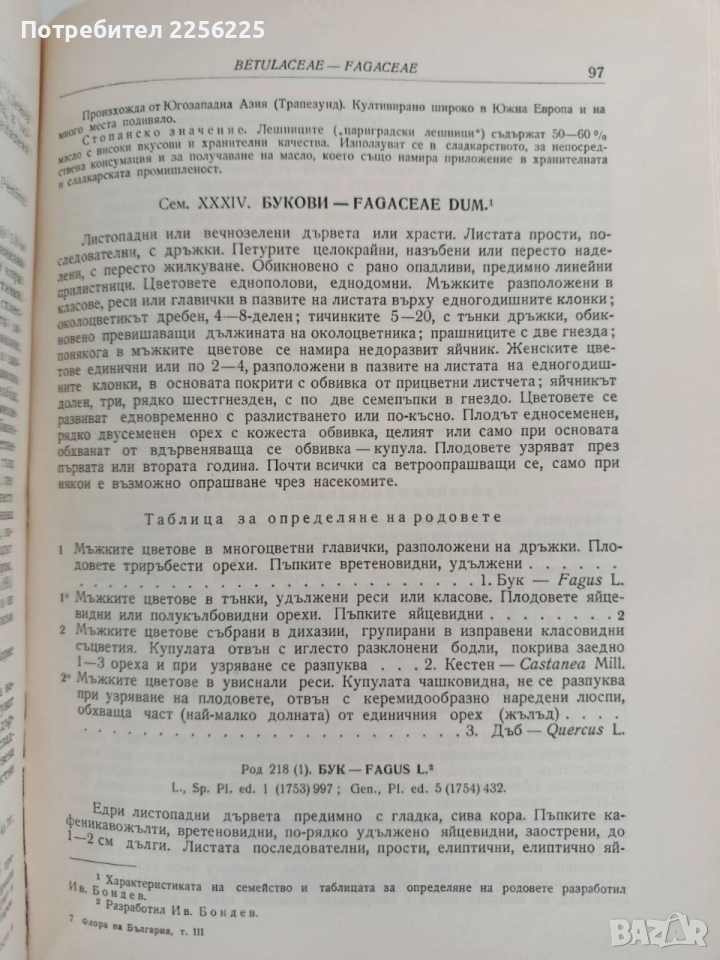 Потребител 2256225
BETULACEAE — FAGACEAE
97
Произхожда от Югозападна Азия (Трапезунд). Култивирано широко в Южна Европа и на
много места подивяло.
Стопанско значение. Лешниците („цариградски лешници“) съдържат 50—60%
масло с високи вкусови и хранителни качества. Използуват се в сладкарството, за непосред-
ствена консумация и за получаване на масло, което също намира приложение в хранителната
и сладкарската промишленост.
Сем. XXXIV. БУКОВИ — FAGACEAE DUM.¹
Листопадни или вечнозелени дървета или храсти. Листата прости, по-
следователни, с дръжки. Петурите целокрайни, назъбени или пересто наде-
лени, с пересто жилкуване. Обикновено с рано опадливи, предимно линейни
прилистници. Цветовете еднополови, еднодомни. Мъжките разположени в
класове, реси или главички в пазвите на листата върху едногодишните клонки;
околоцветикът дребен, 4—8-делен; тичинките 5—20, с тънки дръжки, обик-
новено превишаващи дължината на околоцветника; прашниците с две гнезда;
понякога в мъжките цветове се намира недоразвит яйчник. Женските цве-
тове единични или по 2—4, разположени в пазвите на листата на едногодиш-
ните клонки, в основата покрити с обвивка от прицветни листчета; яйчникът
долен, три, рядко шестгнезден, с по две семепъпки в гнездо. Цветовете се
развиват едновременно с разлистването или по-късно. Плодът едносеменен,
рядко двусеменен орех с кожеста обвивка, целият или само при основата
обхванат от вдървеняваща се обвивка — купула. Плодовете узряват през
първата или втората година. Почти всички са ветроопрашващи се, само при
някои е възможно опрашване чрез насекомите.
Таблица за определяне на родовете
1 Мъжките цветове в многоцветни главички, разположени на дръжки. Пло-
довете триръбести орехи. Пъпките вретеновидни, удължени . . . . . .
. . . . . . . . . . . . . . . . . . . . . . . . 1. Бук — Fagus L.
1* Мъжките цветове в тънки, удължени реси или класове. Плодовете яйце-
видни или полукълбовидни орехи. Пъпките яйцевидни . . . . . . . 2
2 Мъжките цветове събрани в дихазии, групирани в изправени класовидни
съцветия. Купулата отвън с иглесто разклонени бодли, покрива заедно
1—3 ореха и при узряване се разпуква . . . 2. Кестен — Castanea Mill.
2* Мъжките цветове в увиснали реси. Купулата чашковидна, не се разпуква
при узряване на плодовете, отвън с керемидообразно наредени люспи,
обхваща част (най-малко долната) от единичния орех (жълъд) . . . .
. . . . . . . . . . . . . . . . . . . . . . . 3. Дъб — Quercus L.
Род 218 (1). БУК — FAGUS L.²
L., Sp. Pl. ed. 1 (1753) 997; Gen., Pl. ed. 5 (1754) 432.
Едри листопадни дървета предимно с гладка, сива кора. Пъпките ка-
феникавожълти, вретеновидни, по-рядко удължено яйцевидни, заострени, до
1—2 см дълги. Листата последователни, прости, елиптични, елиптично яй-
¹ Характеристиката на семейство и таблицата за определяне на родовете разработил
Ив. Бондев.
² Разработил Ив. Бондев.
7 Флора на България, т. III
BAZAR